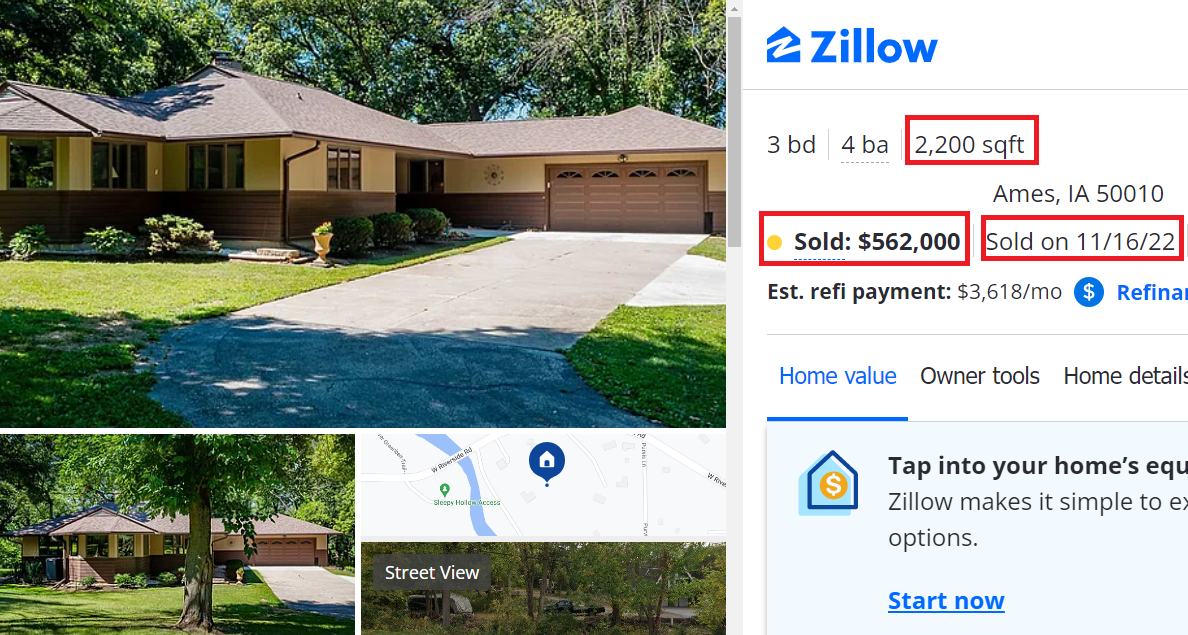 Zillow
3 bd
4 ba
2,200 sqft
Ames, IA 50010
Sold: $562,000
Sold on 11/16/22
Est. refi payment: $3,618/mo
$
Refinan
Home value
Owner tools
Home details
$
Tap into your home’s equ
Zillow makes it simple to ex
options.
Start now
W Riverside Rd
Sleepy Hollow Access
Purvis Ln
Street View